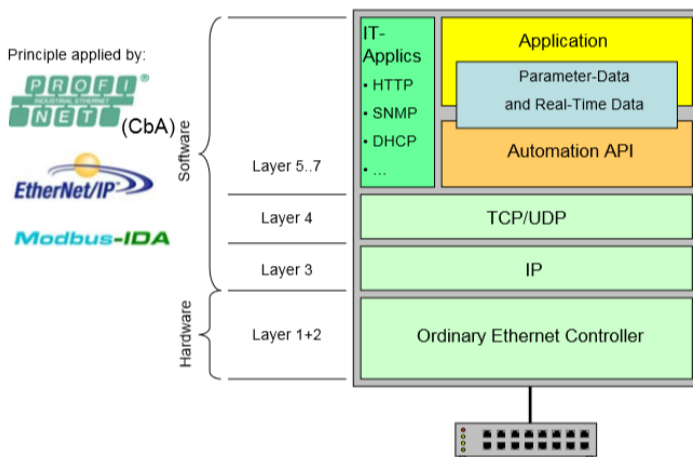 Principle applied by:
PROFI
INDUSTRIAL ETHERNET
NET
®
(CbA)
EtherNet/IP
Modbus-IDA
Software
Hardware
Layer 5..7
Layer 4
Layer 3
Layer 1+2
IT-
Applics
• HTTP
• SNMP
• DHCP
• ...
Application
Parameter-Data
and Real-Time Data
Automation API
TCP/UDP
IP
Ordinary Ethernet Controller